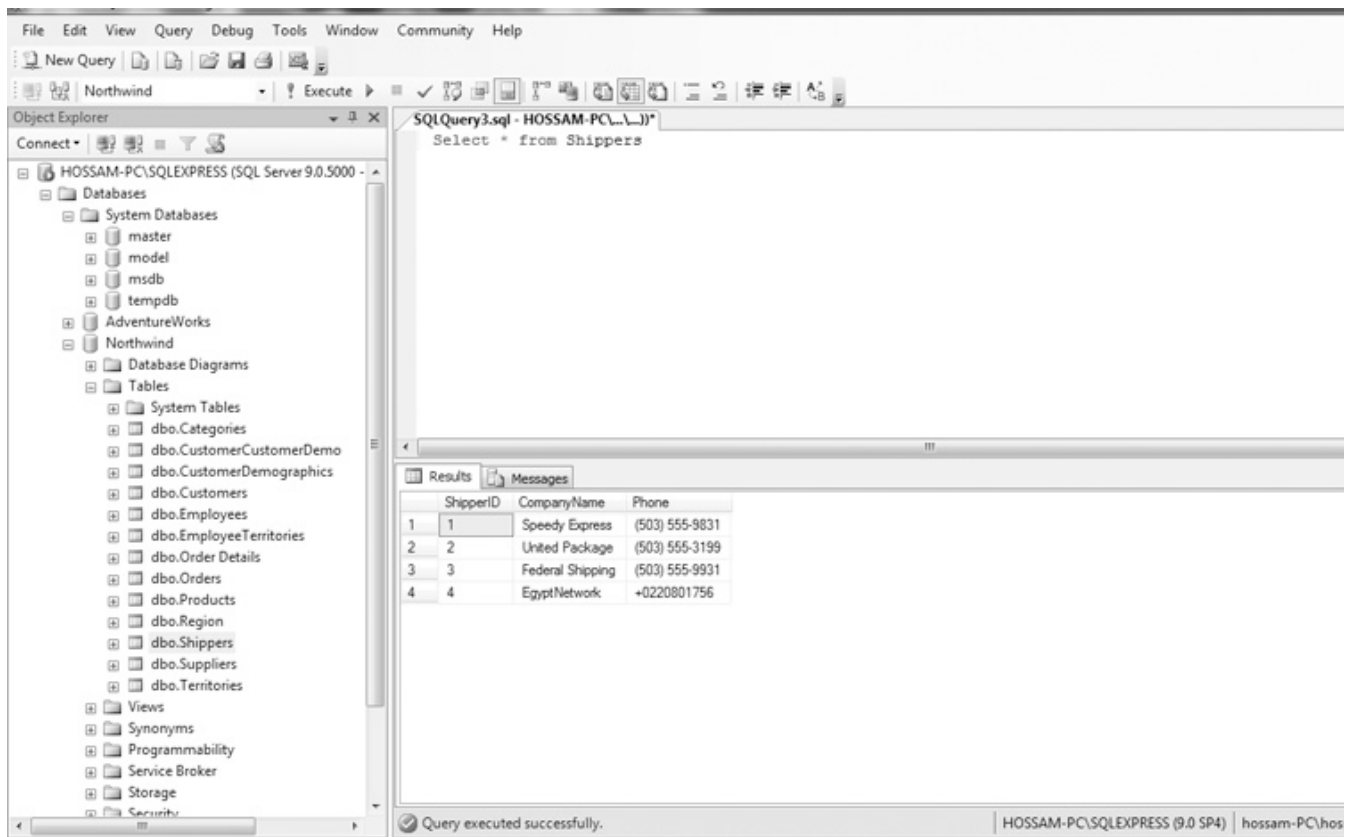 File Edit View Query Debug Tools Window Community Help
New Query
Northwind Execute
Object Explorer
Connect
HOSSAM-PC\SQLEXPRESS (SQL Server 9.0.5000 -
Databases
System Databases
master
model
msdb
tempdb
AdventureWorks
Northwind
Database Diagrams
Tables
System Tables
dbo.Categories
dbo.CustomerCustomerDemo
dbo.CustomerDemographics
dbo.Customers
dbo.Employees
dbo.EmployeeTerritories
dbo.Order Details
dbo.Orders
dbo.Products
dbo.Region
dbo.Shippers
dbo.Suppliers
dbo.Territories
Views
Synonyms
Programmability
Service Broker
Storage
Security
SQLQuery3.sql - HOSSAM-PC\...\...))*
Select * from Shippers
Results Messages
ShipperID CompanyName Phone
1 1 Speedy Express (503) 555-9831
2 2 United Package (503) 555-3199
3 3 Federal Shipping (503) 555-9931
4 4 EgyptNetwork +0220801756
Query executed successfully. HOSSAM-PC\SQLEXPRESS (9.0 SP4) hossam-PC\hos